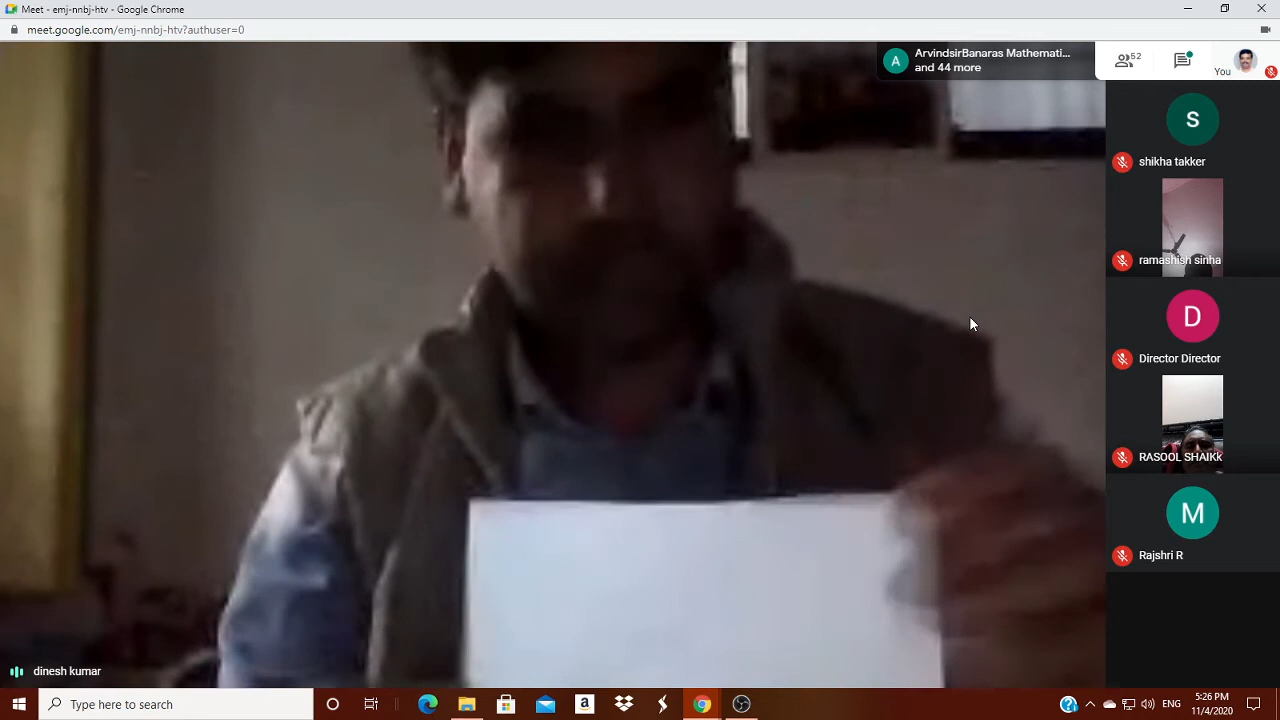 Meet - emj-nnbj-htv - Google Chrome
meet.google.com/emj-nnbj-htv?authuser=0
A
ArvindsirBanaras Mathemati...
and 44 more
52
You
S
shikha takker
ramashish sinha
D
Director Director
RASOOL SHAIKK
M
Rajshri R
dinesh kumar
Type here to search
a
ENG
5:26 PM
11/4/2020